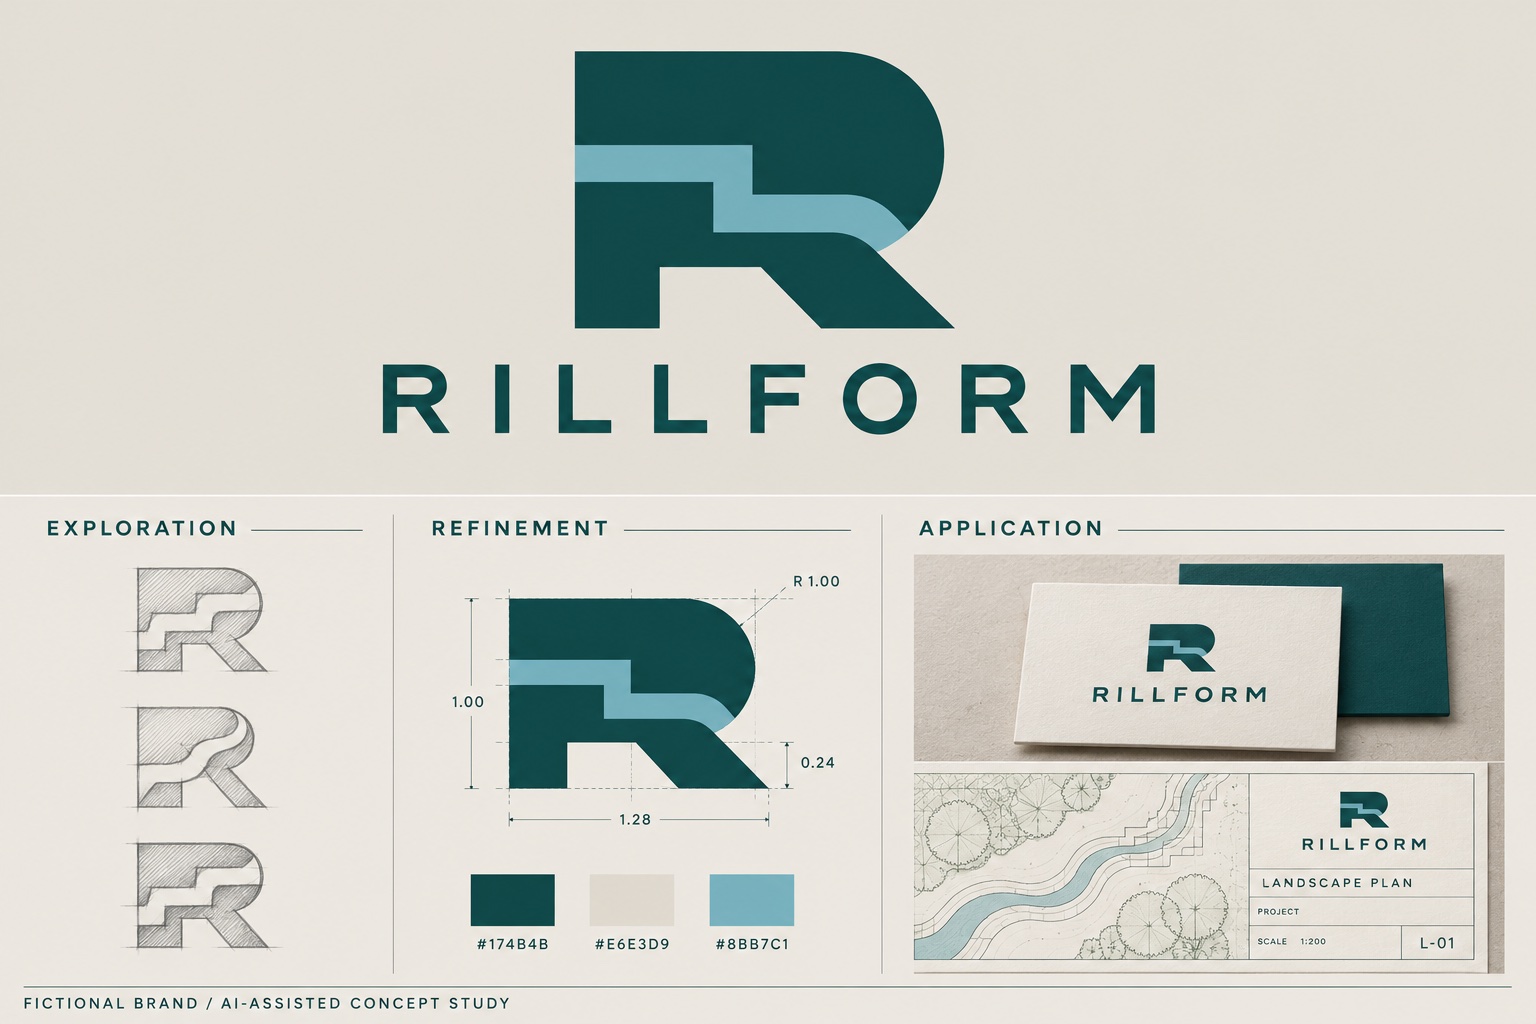 RILLFORM
EXPLORATION
REFINEMENT
R 1.00
1.00
0.24
1.28
#174B4B
#E6E3D9
#8BB7C1
APPLICATION
RILLFORM
RILLFORM
LANDSCAPE PLAN
PROJECT
SCALE 1:200
L-01
FICTIONAL BRAND / AI-ASSISTED CONCEPT STUDY